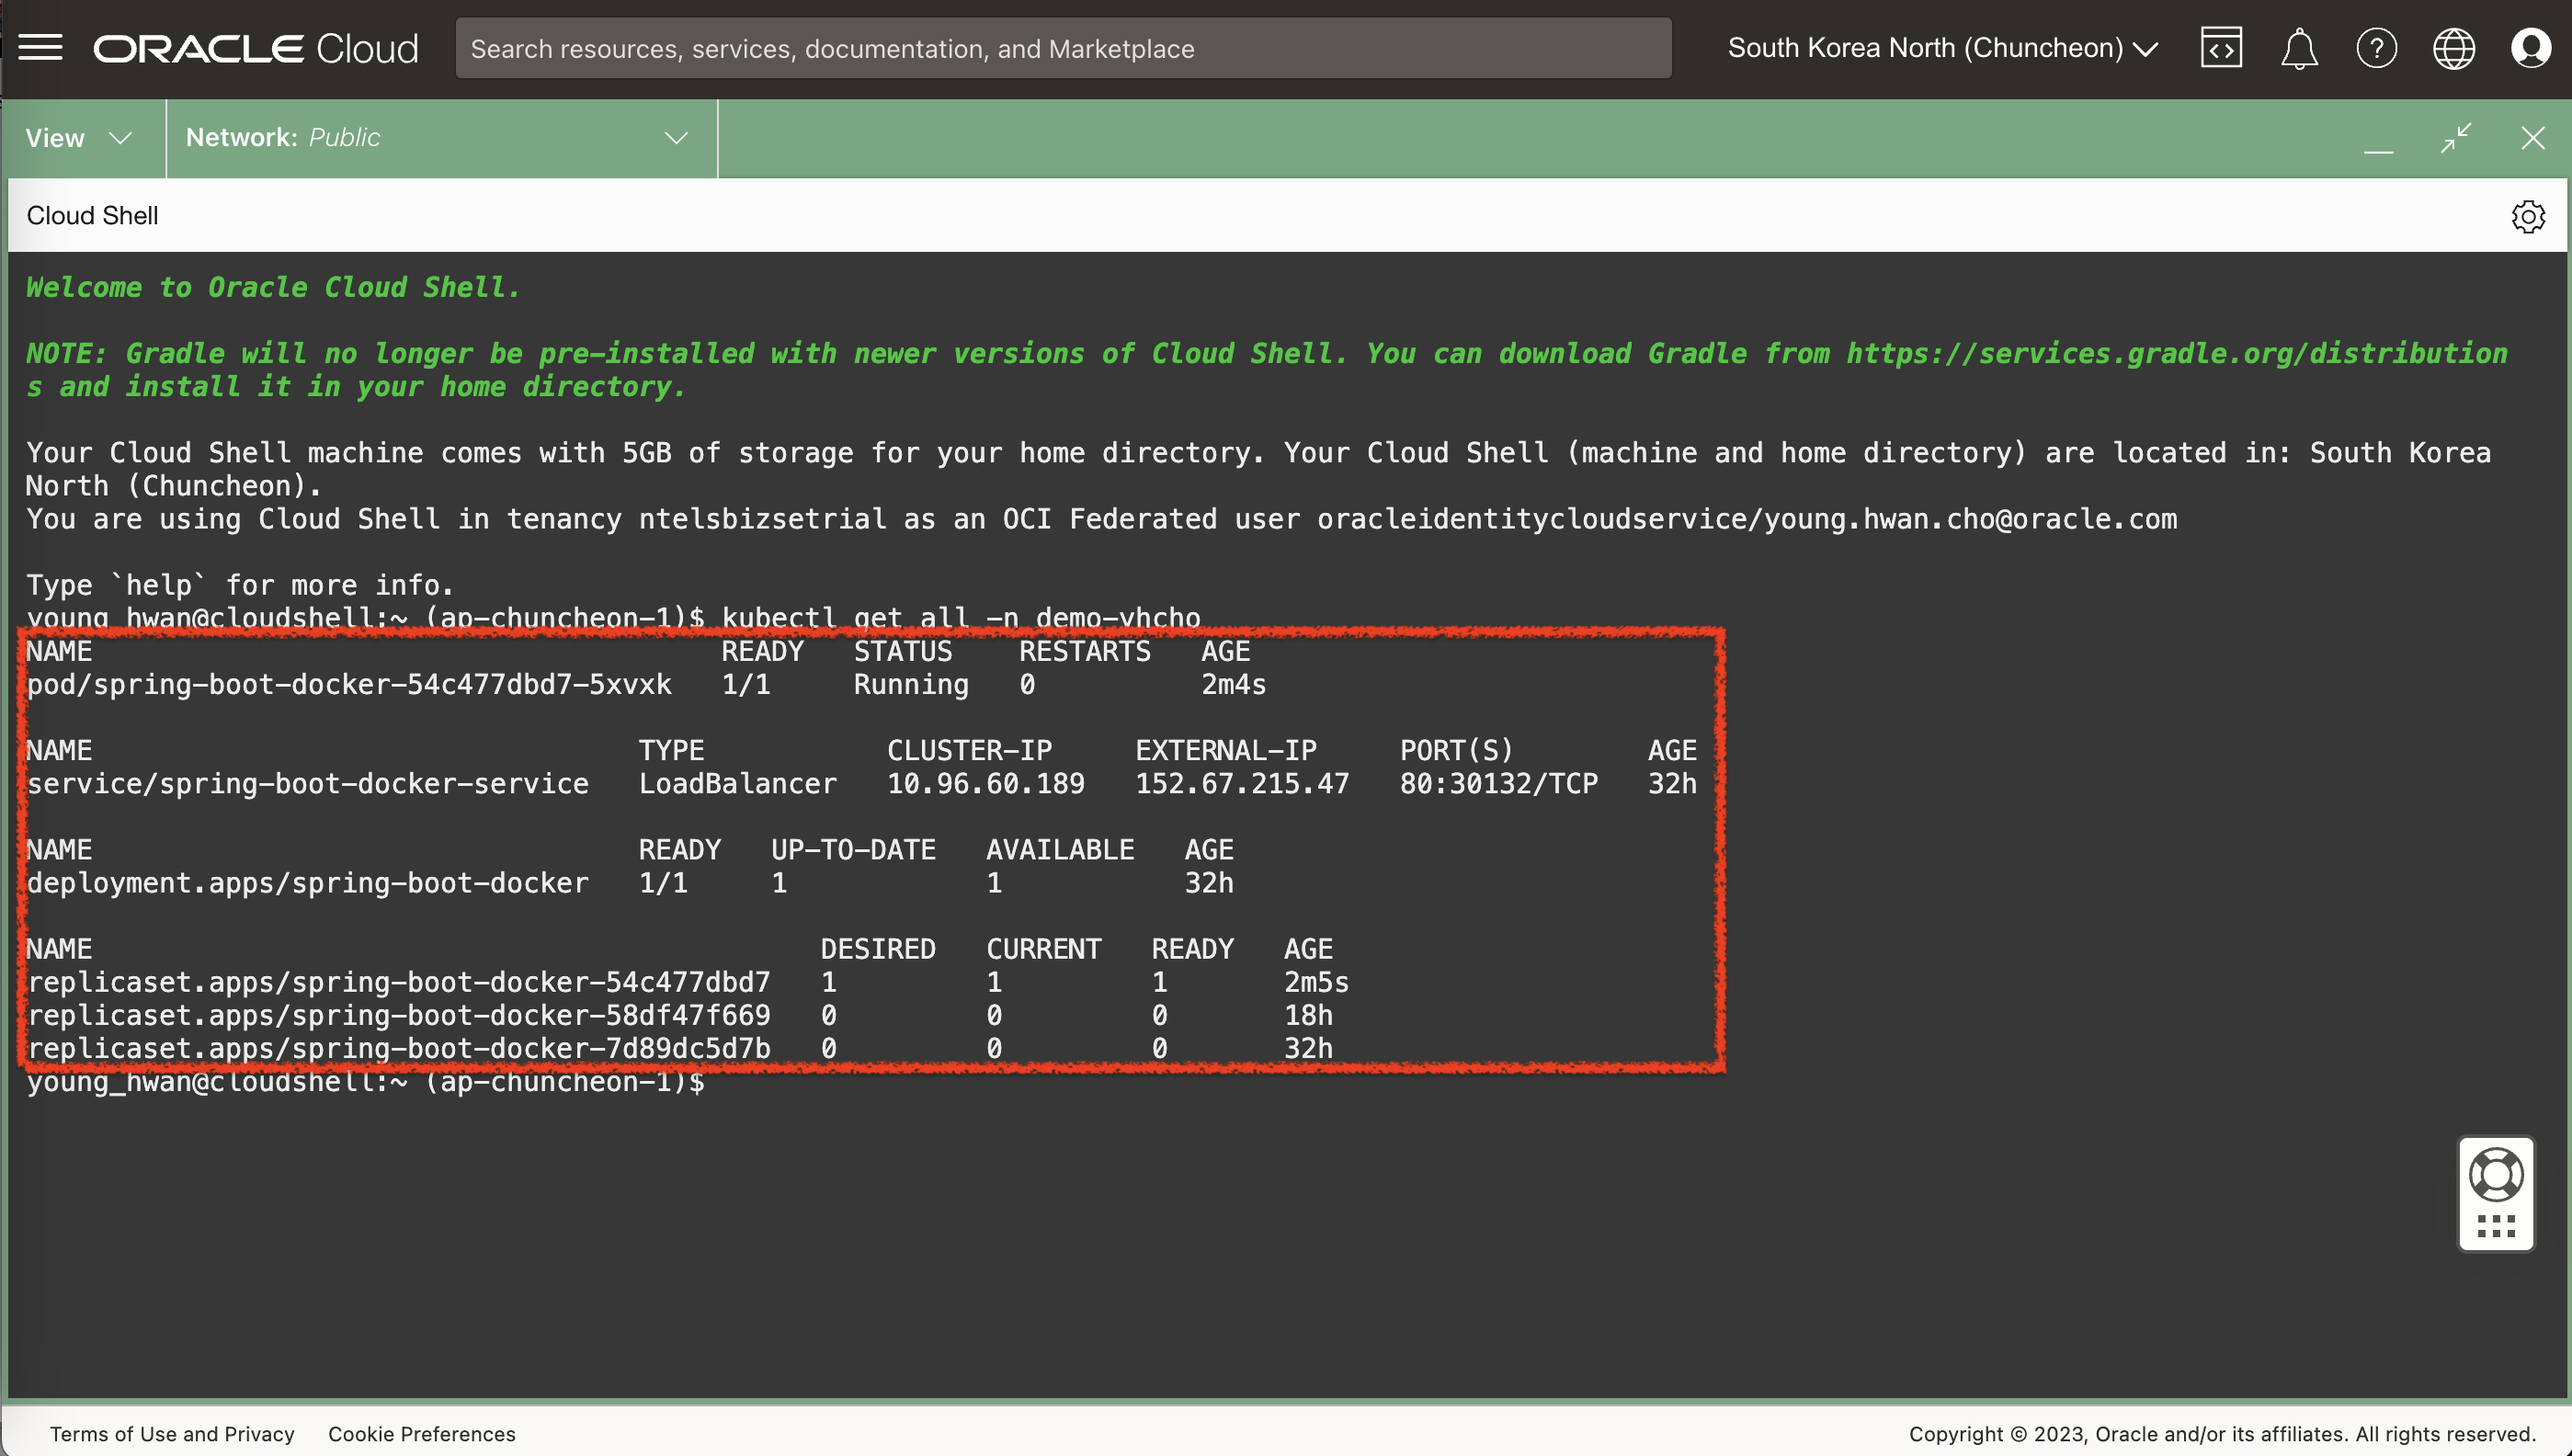 ORACLE Cloud
Search resources, services, documentation, and Marketplace
South Korea North (Chuncheon)
View
Network: Public
Cloud Shell
Welcome to Oracle Cloud Shell.
NOTE: Gradle will no longer be pre-installed with newer versions of Cloud Shell. You can download Gradle from https://services.gradle.org/distribution
s and install it in your home directory.
Your Cloud Shell machine comes with 5GB of storage for your home directory. Your Cloud Shell (machine and home directory) are located in: South Korea
North (Chuncheon).
You are using Cloud Shell in tenancy ntelsbizsetrial as an OCI Federated user oracleidentitycloudservice/young.hwan.cho@oracle.com
Type `help` for more info.
young_hwan@cloudshell:~ (ap-chuncheon-1)$ kubectl get all -n demo-yhcho
NAME READY STATUS RESTARTS AGE
pod/spring-boot-docker-54c477dbd7-5xvxk 1/1 Running 0 2m4s
NAME TYPE CLUSTER-IP EXTERNAL-IP PORT(S) AGE
service/spring-boot-docker-service LoadBalancer 10.96.60.189 152.67.215.47 80:30132/TCP 32h
NAME READY UP-TO-DATE AVAILABLE AGE
deployment.apps/spring-boot-docker 1/1 1 1 32h
NAME DESIRED CURRENT READY AGE
replicaset.apps/spring-boot-docker-54c477dbd7 1 1 1 2m5s
replicaset.apps/spring-boot-docker-58df47f669 0 0 0 18h
replicaset.apps/spring-boot-docker-7d89dc5d7b 0 0 0 32h
young_hwan@cloudshell:~ (ap-chuncheon-1)$
Terms of Use and Privacy Cookie Preferences
Copyright © 2023, Oracle and/or its affiliates. All rights reserved.